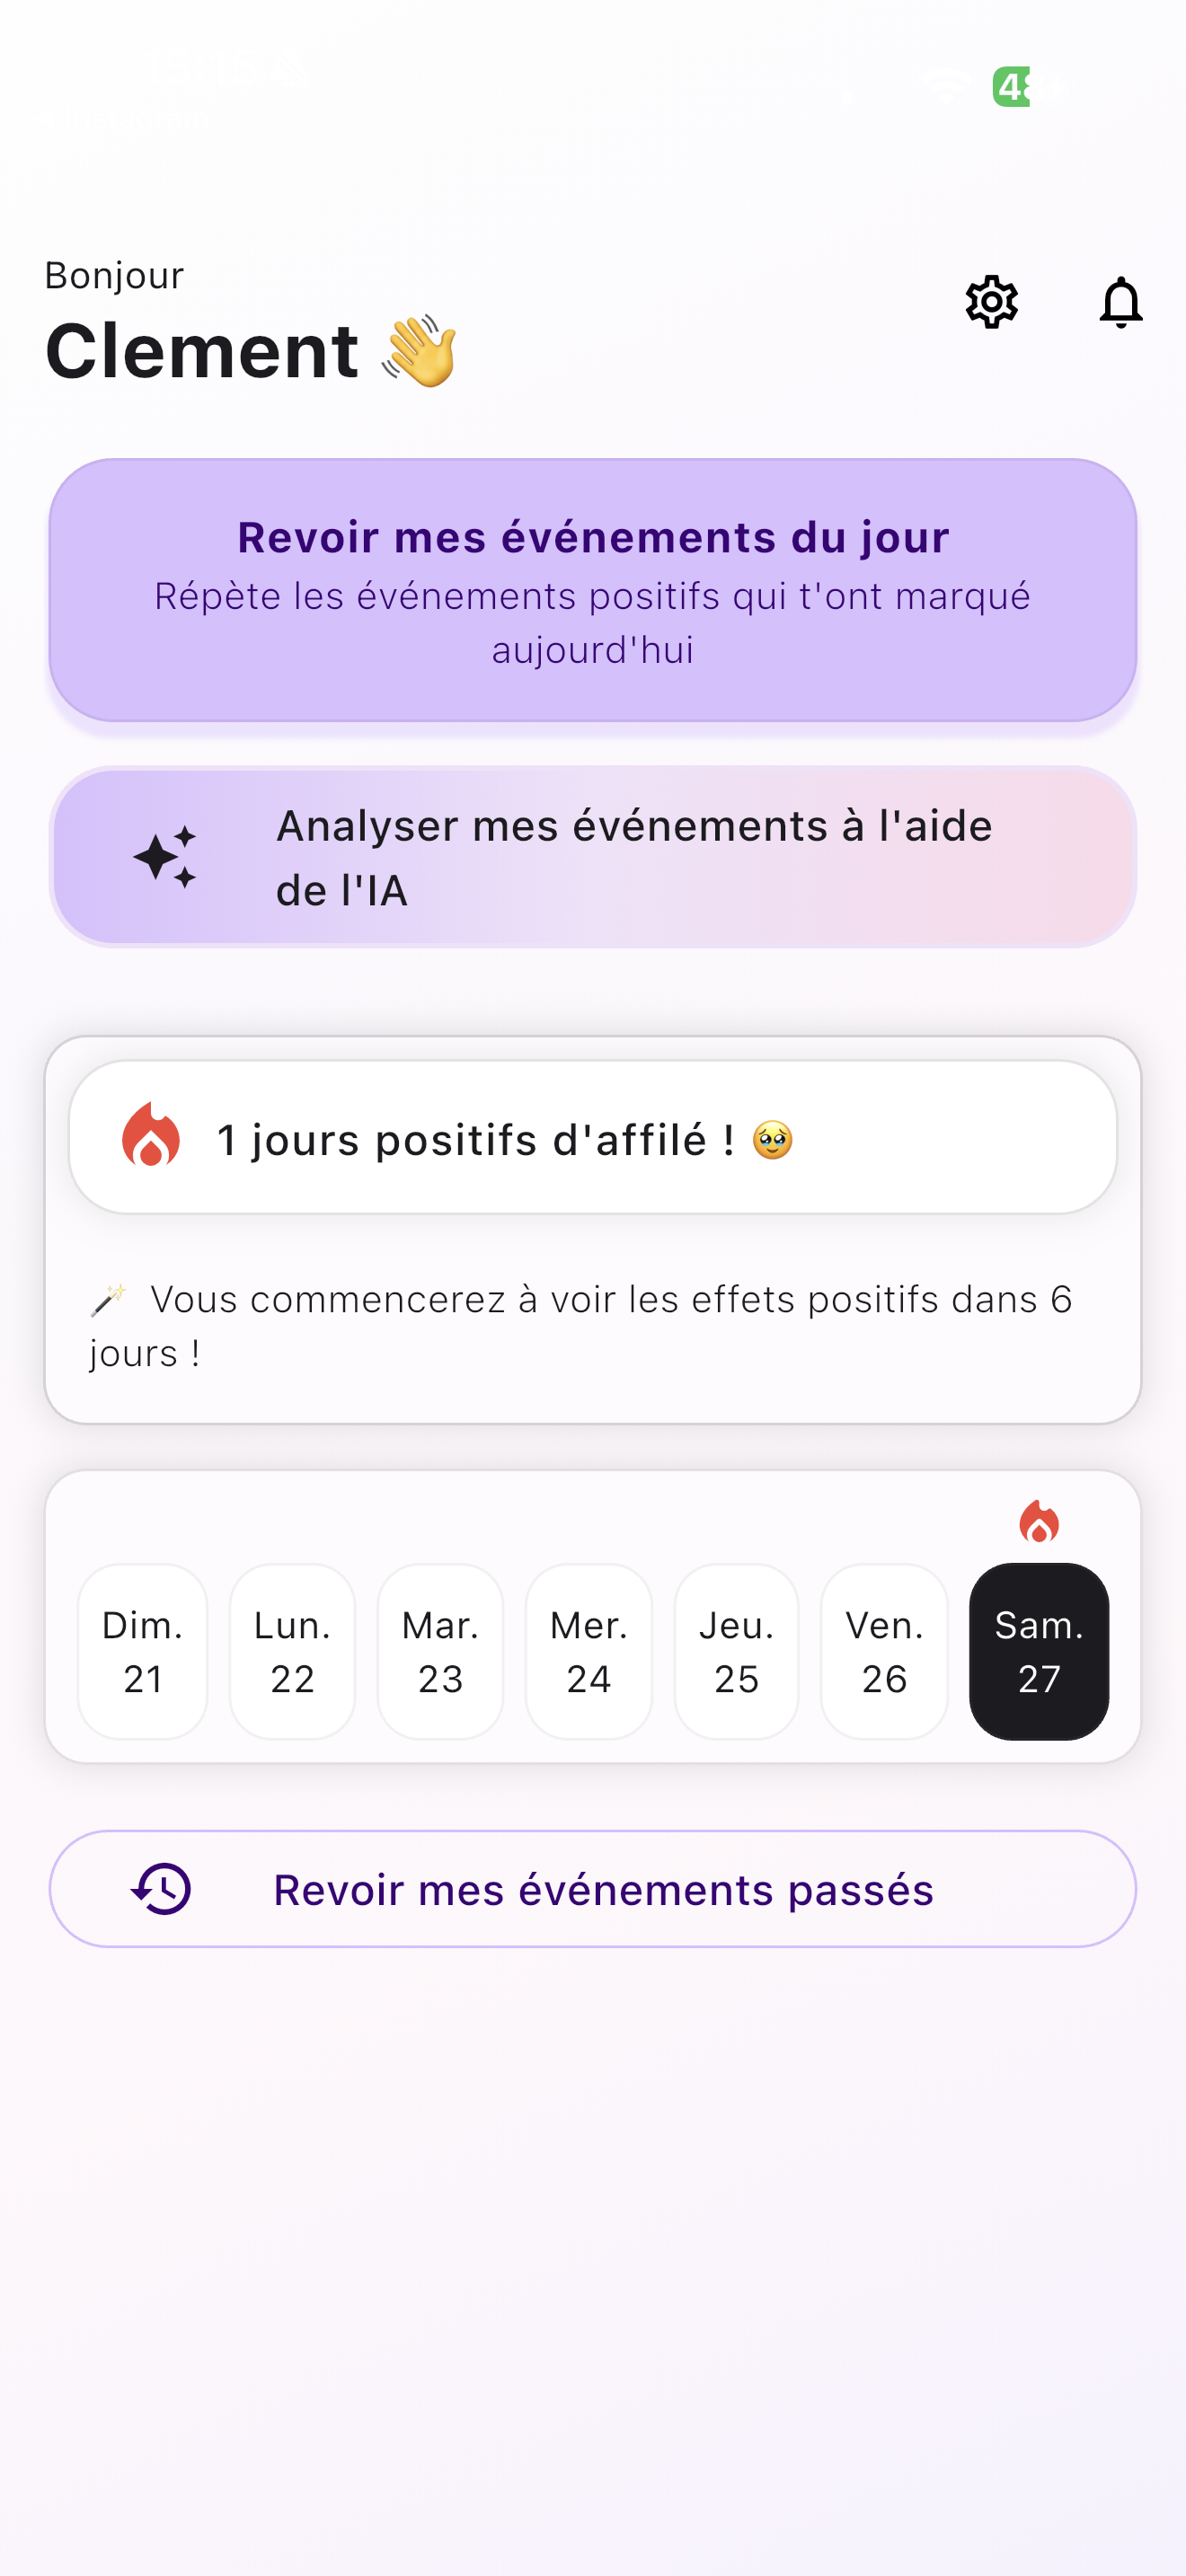 Bonjour
Clement 👋
Revoir mes événements du jour
Répète les événements positifs qui t'ont marqué
aujourd'hui
Analyser mes événements à l'aide
de l'IA
1 jours positifs d'affilé ! 🥹
🪄 Vous commencerez à voir les effets positifs dans 6
jours !
Dim. Lun. Mar. Mer. Jeu. Ven. Sam.
21 22 23 24 25 26 27
Revoir mes événements passés